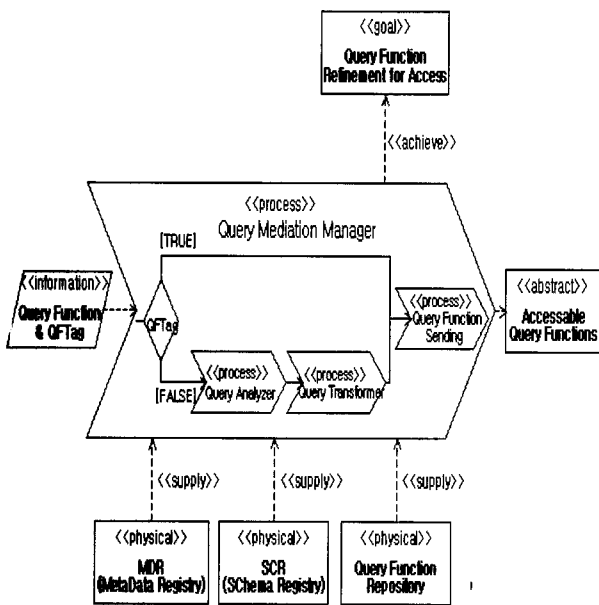 <<goal>>
Query Function
Refinement for Access
<<achieve>>
<<process>>
Query Mediation Manager
[TRUE]
<<information>>
Query Function
& QFTag
QFTag
<<process>>
Query Function
Sending
<<abstract>>
Accessable
Query Functions
[FALSE]
<<process>>
Query Analyzer
<<process>>
Query Transformer
<<supply>>
<<supply>>
<<supply>>
<<physical>>
MDR
(MetaData Registry)
<<physical>>
SCR
(SChema Registry)
<<physical>>
Query Function
Repository